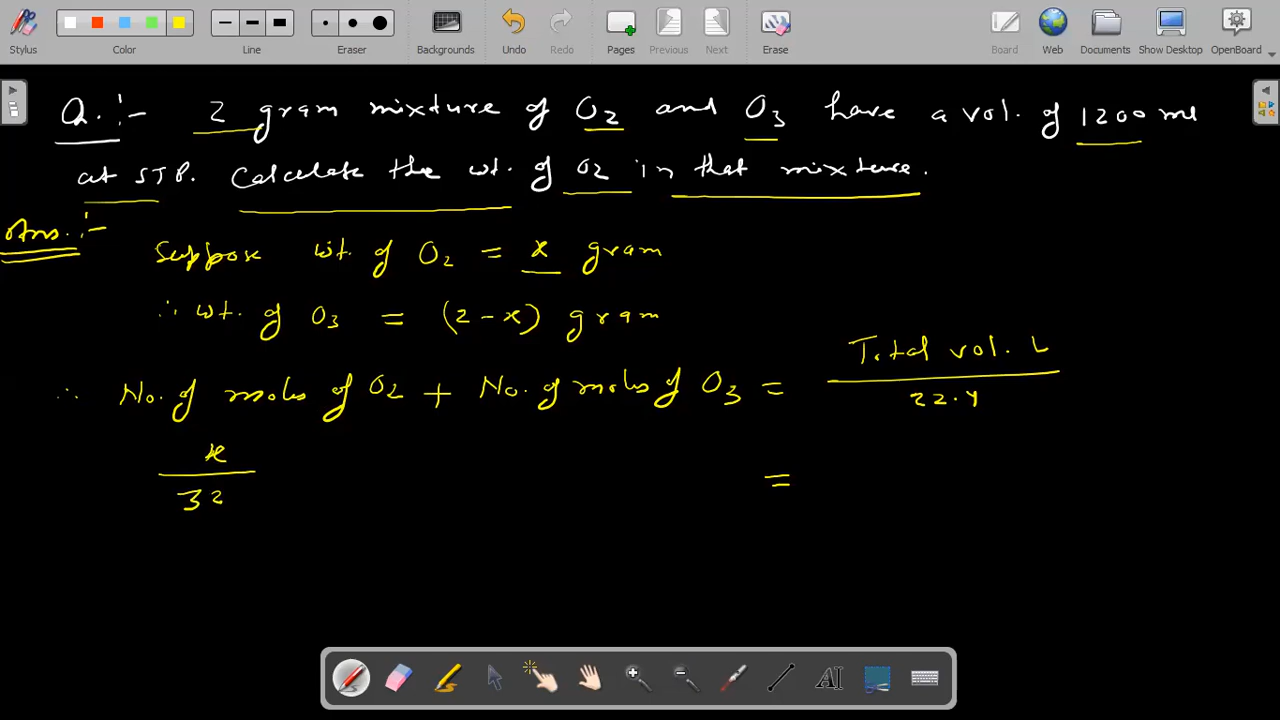 Stylus Color Line Eraser Backgrounds Undo Redo Pages Previous Next Erase Board Web Documents Show Desktop OpenBoard
Q. :- 2 gram mixture of O2 and O3 have a vol. of 1200 ml
at STP. Calculate the wt. of O2 in that mixture.
Ans. :-
Suppose wt. of O2 = x gram
∴ wt. of O3 = (2 - x) gram
∴ No. of moles of O2 + No. of moles of O3 = Total vol. L / 22.4
x / 32 =
AI